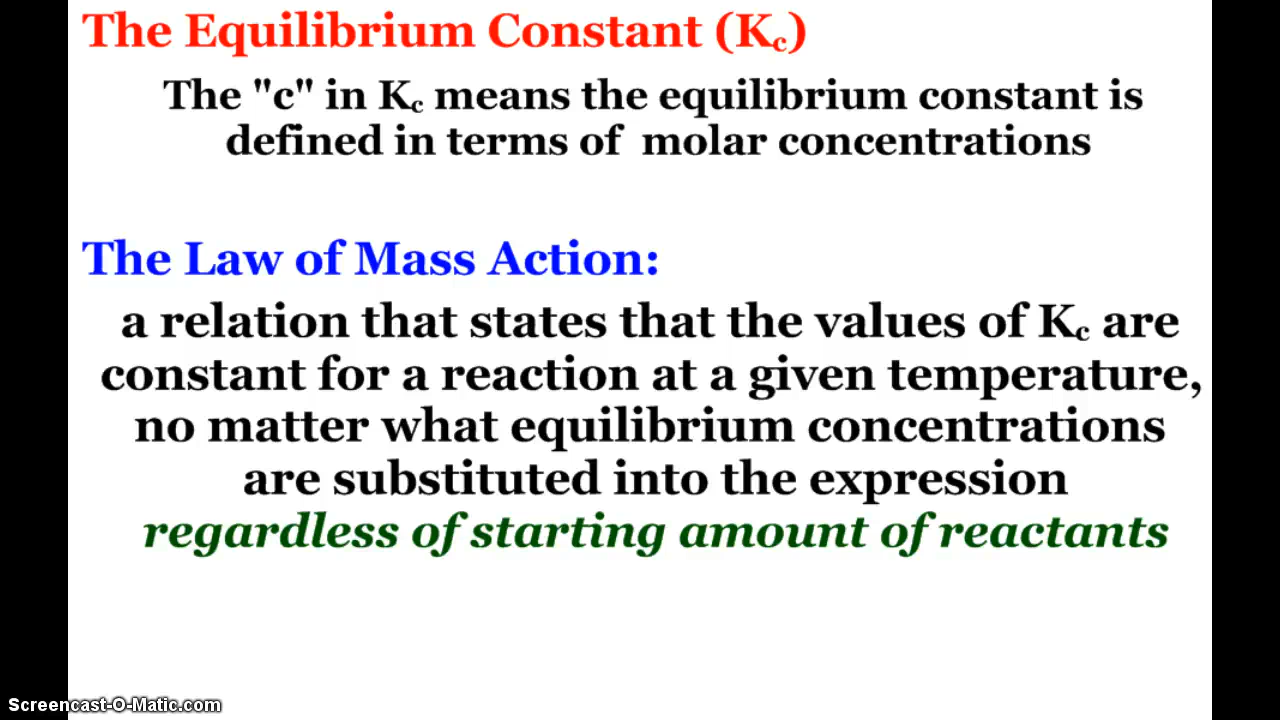 The Equilibrium Constant (Kc)
The "c" in Kc means the equilibrium constant is
defined in terms of molar concentrations
The Law of Mass Action:
a relation that states that the values of Kc are
constant for a reaction at a given temperature,
no matter what equilibrium concentrations
are substituted into the expression
regardless of starting amount of reactants
Screencast-O-Matic.com